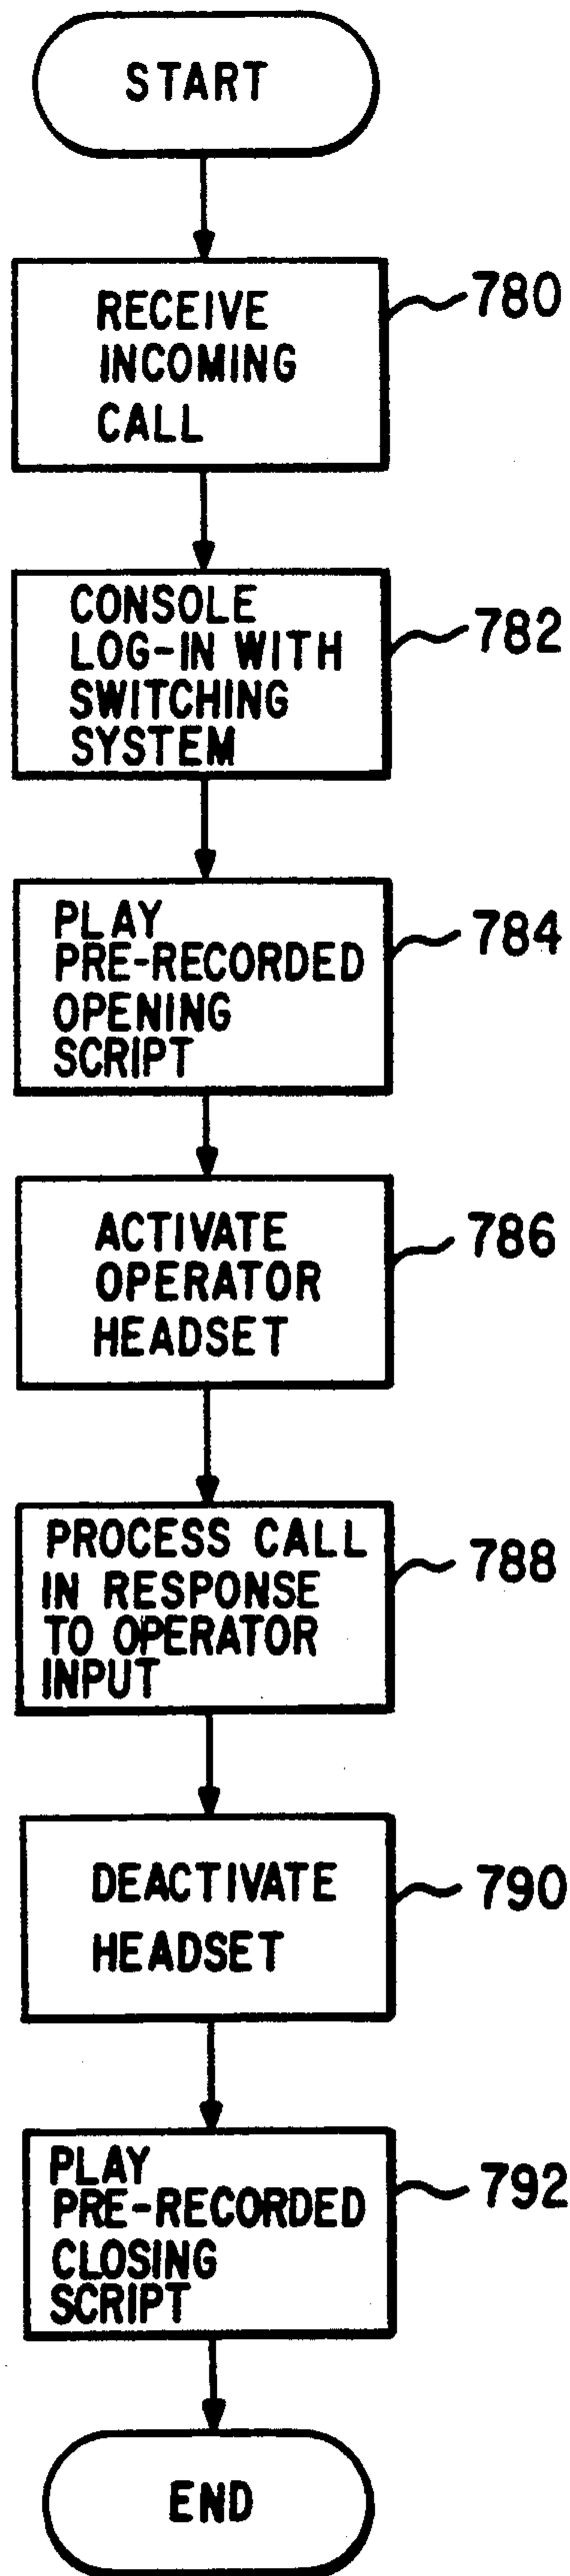 START
RECEIVE
INCOMING
CALL
780
CONSOLE
LOG-IN WITH
SWITCHING
SYSTEM
782
PLAY
PRE-RECORDED
OPENING
SCRIPT
784
ACTIVATE
OPERATOR
HEADSET
786
PROCESS CALL
IN RESPONSE
TO OPERATOR
INPUT
788
DEACTIVATE
HEADSET
790
PLAY
PRE-RECORDED
CLOSING
SCRIPT
792
END